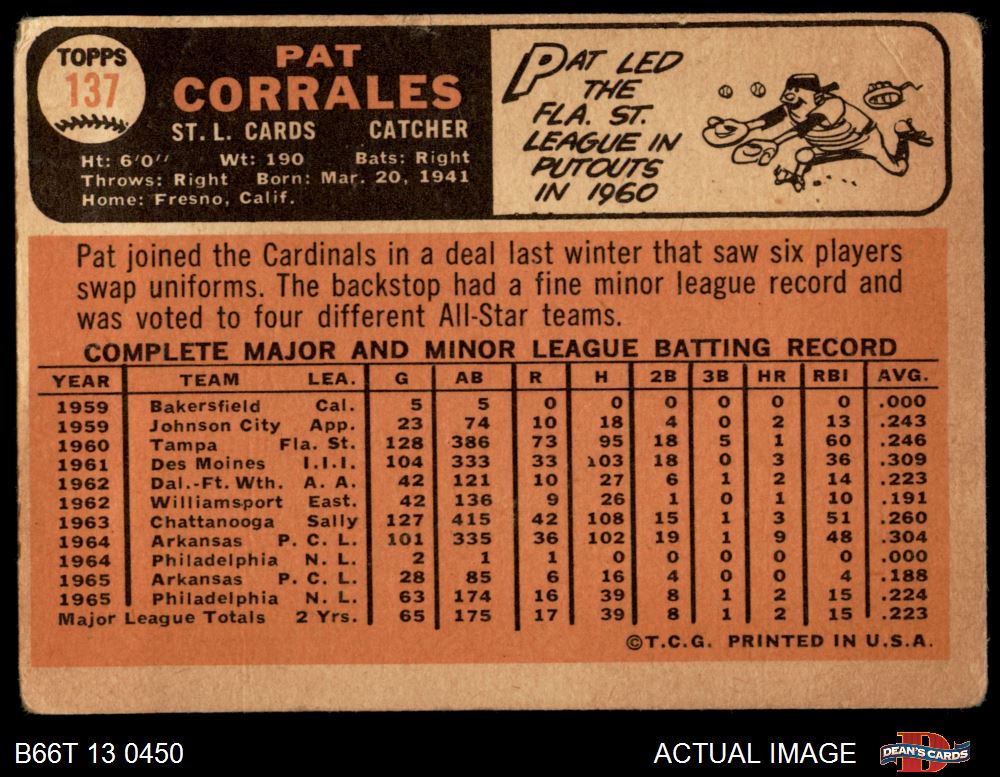 TOPPS
137
PAT
CORRALES
ST. L. CARDS CATCHER
Ht: 6'0" Wt: 190 Bats: Right
Throws: Right Born: Mar. 20, 1941
Home: Fresno, Calif.
PAT LED
THE
FLA. ST.
LEAGUE IN
PUTOUTS
IN 1960
Pat joined the Cardinals in a deal last winter that saw six players
swap uniforms. The backstop had a fine minor league record and
was voted to four different All-Star teams.
COMPLETE MAJOR AND MINOR LEAGUE BATTING RECORD
YEAR TEAM LEA. G AB R H 2B 3B HR RBI AVG.
1959 Bakersfield Cal. 5 5 0 0 0 0 0 0 .000
1959 Johnson City App. 23 74 10 18 4 0 2 13 .243
1960 Tampa Fla. St. 128 386 73 95 18 5 1 60 .246
1961 Des Moines I.I.I. 104 333 33 103 18 0 3 36 .309
1962 Dal.-Ft. Wth. A. A. 42 121 10 27 6 1 2 14 .223
1962 Williamsport East. 42 136 9 26 1 0 1 10 .191
1963 Chattanooga Sally 127 415 42 108 15 1 3 51 .260
1964 Arkansas P. C. L. 101 335 36 102 19 1 9 48 .304
1964 Philadelphia N. L. 2 1 1 0 0 0 0 0 .000
1965 Arkansas P. C. L. 28 85 6 16 4 0 0 4 .188
1965 Philadelphia N. L. 63 174 16 39 8 1 2 15 .224
Major League Totals 2 Yrs. 65 175 17 39 8 1 2 15 .223
©T.C.G. PRINTED IN U.S.A.
B66T 13 0450 ACTUAL IMAGE DEAN'S CARDS